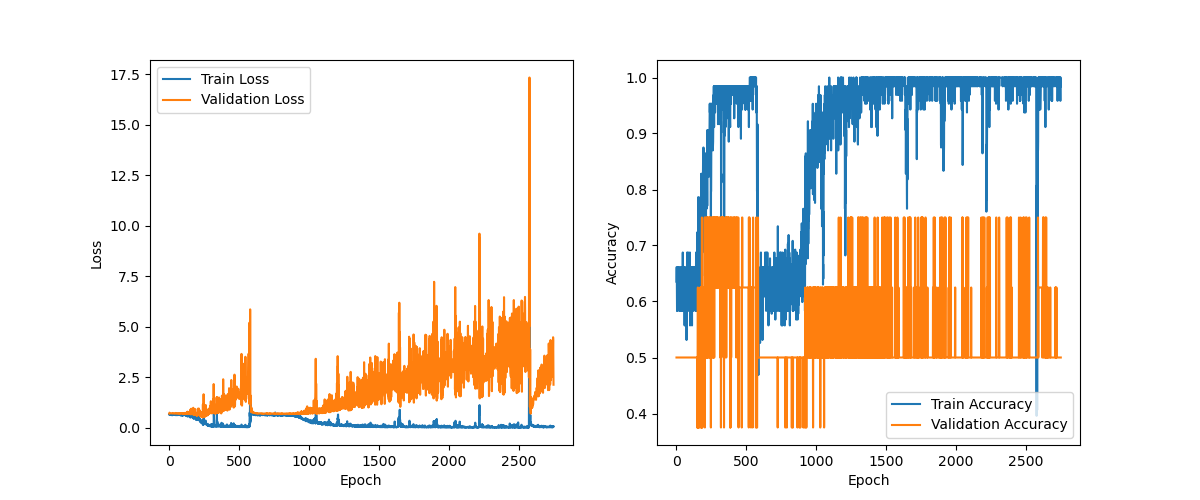 Train Loss
Validation Loss
17.5
15.0
12.5
10.0
7.5
5.0
2.5
0.0
Loss
0 500 1000 1500 2000 2500
Epoch
1.0
0.9
0.8
0.7
0.6
0.5
0.4
Accuracy
Train Accuracy
Validation Accuracy
0 500 1000 1500 2000 2500
Epoch